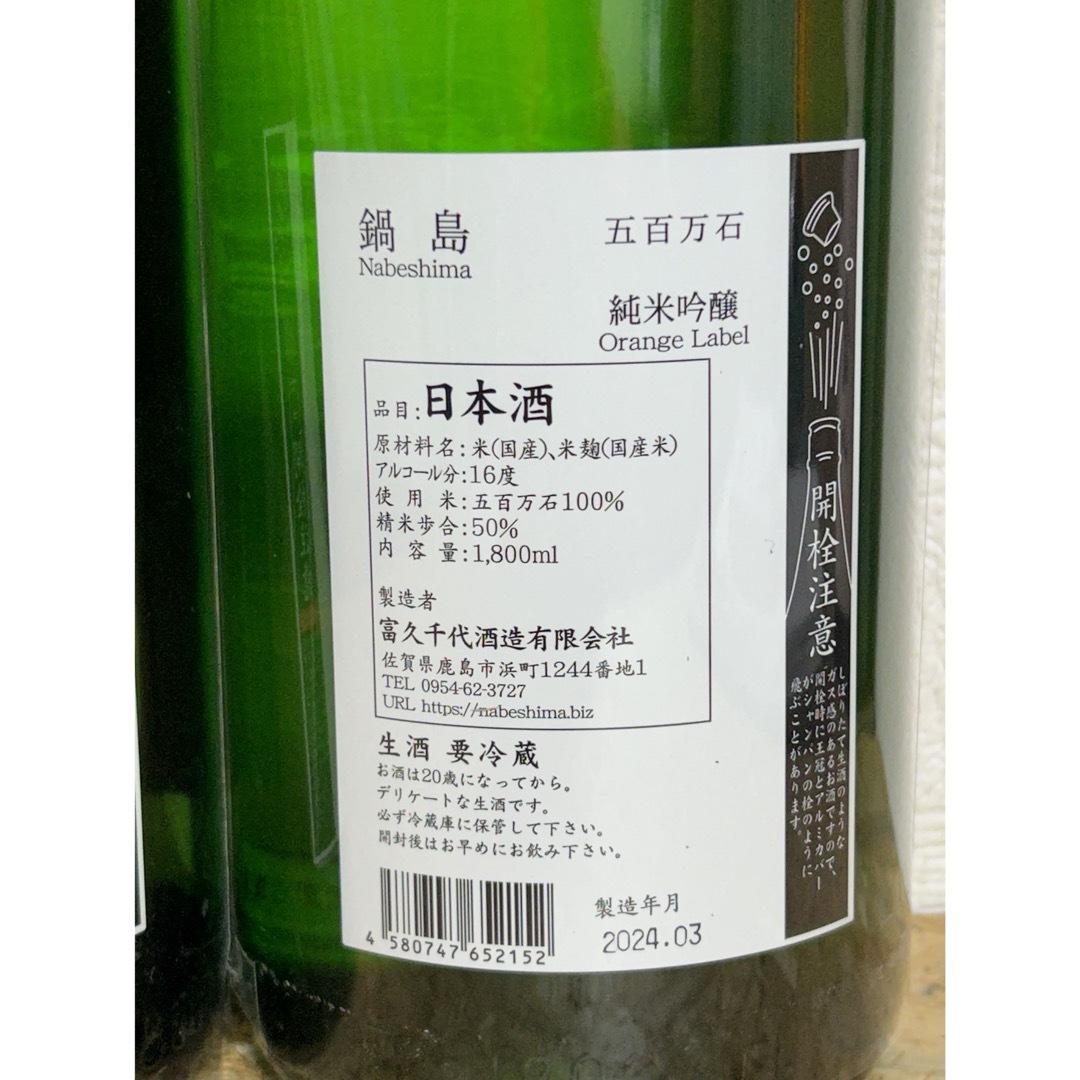 鍋島
Nabeshima
五百万石
純米吟醸
Orange Label
品目:日本酒
原材料名:米(国産)、米麹(国産米)
アルコール分:16度
使用米:五百万石100%
精米歩合:50%
内容量:1,800ml
製造者
富久千代酒造有限会社
佐賀県鹿島市浜町1244番地1
TEL 0954-62-3727
URL https://nabeshima.biz
生酒 要冷蔵
お酒は20歳になってから。
デリケートな生酒です。
必ず冷蔵庫に保管して下さい。
開封後はお早めにお飲み下さい。
4 580747 652152
製造年月
2024.03
開栓注意
しぼりたて生酒のような
ガス感のあるお酒ですので、
開栓時に王冠とアルミカバー
がシャンパンの栓のように
飛ぶことがあります。